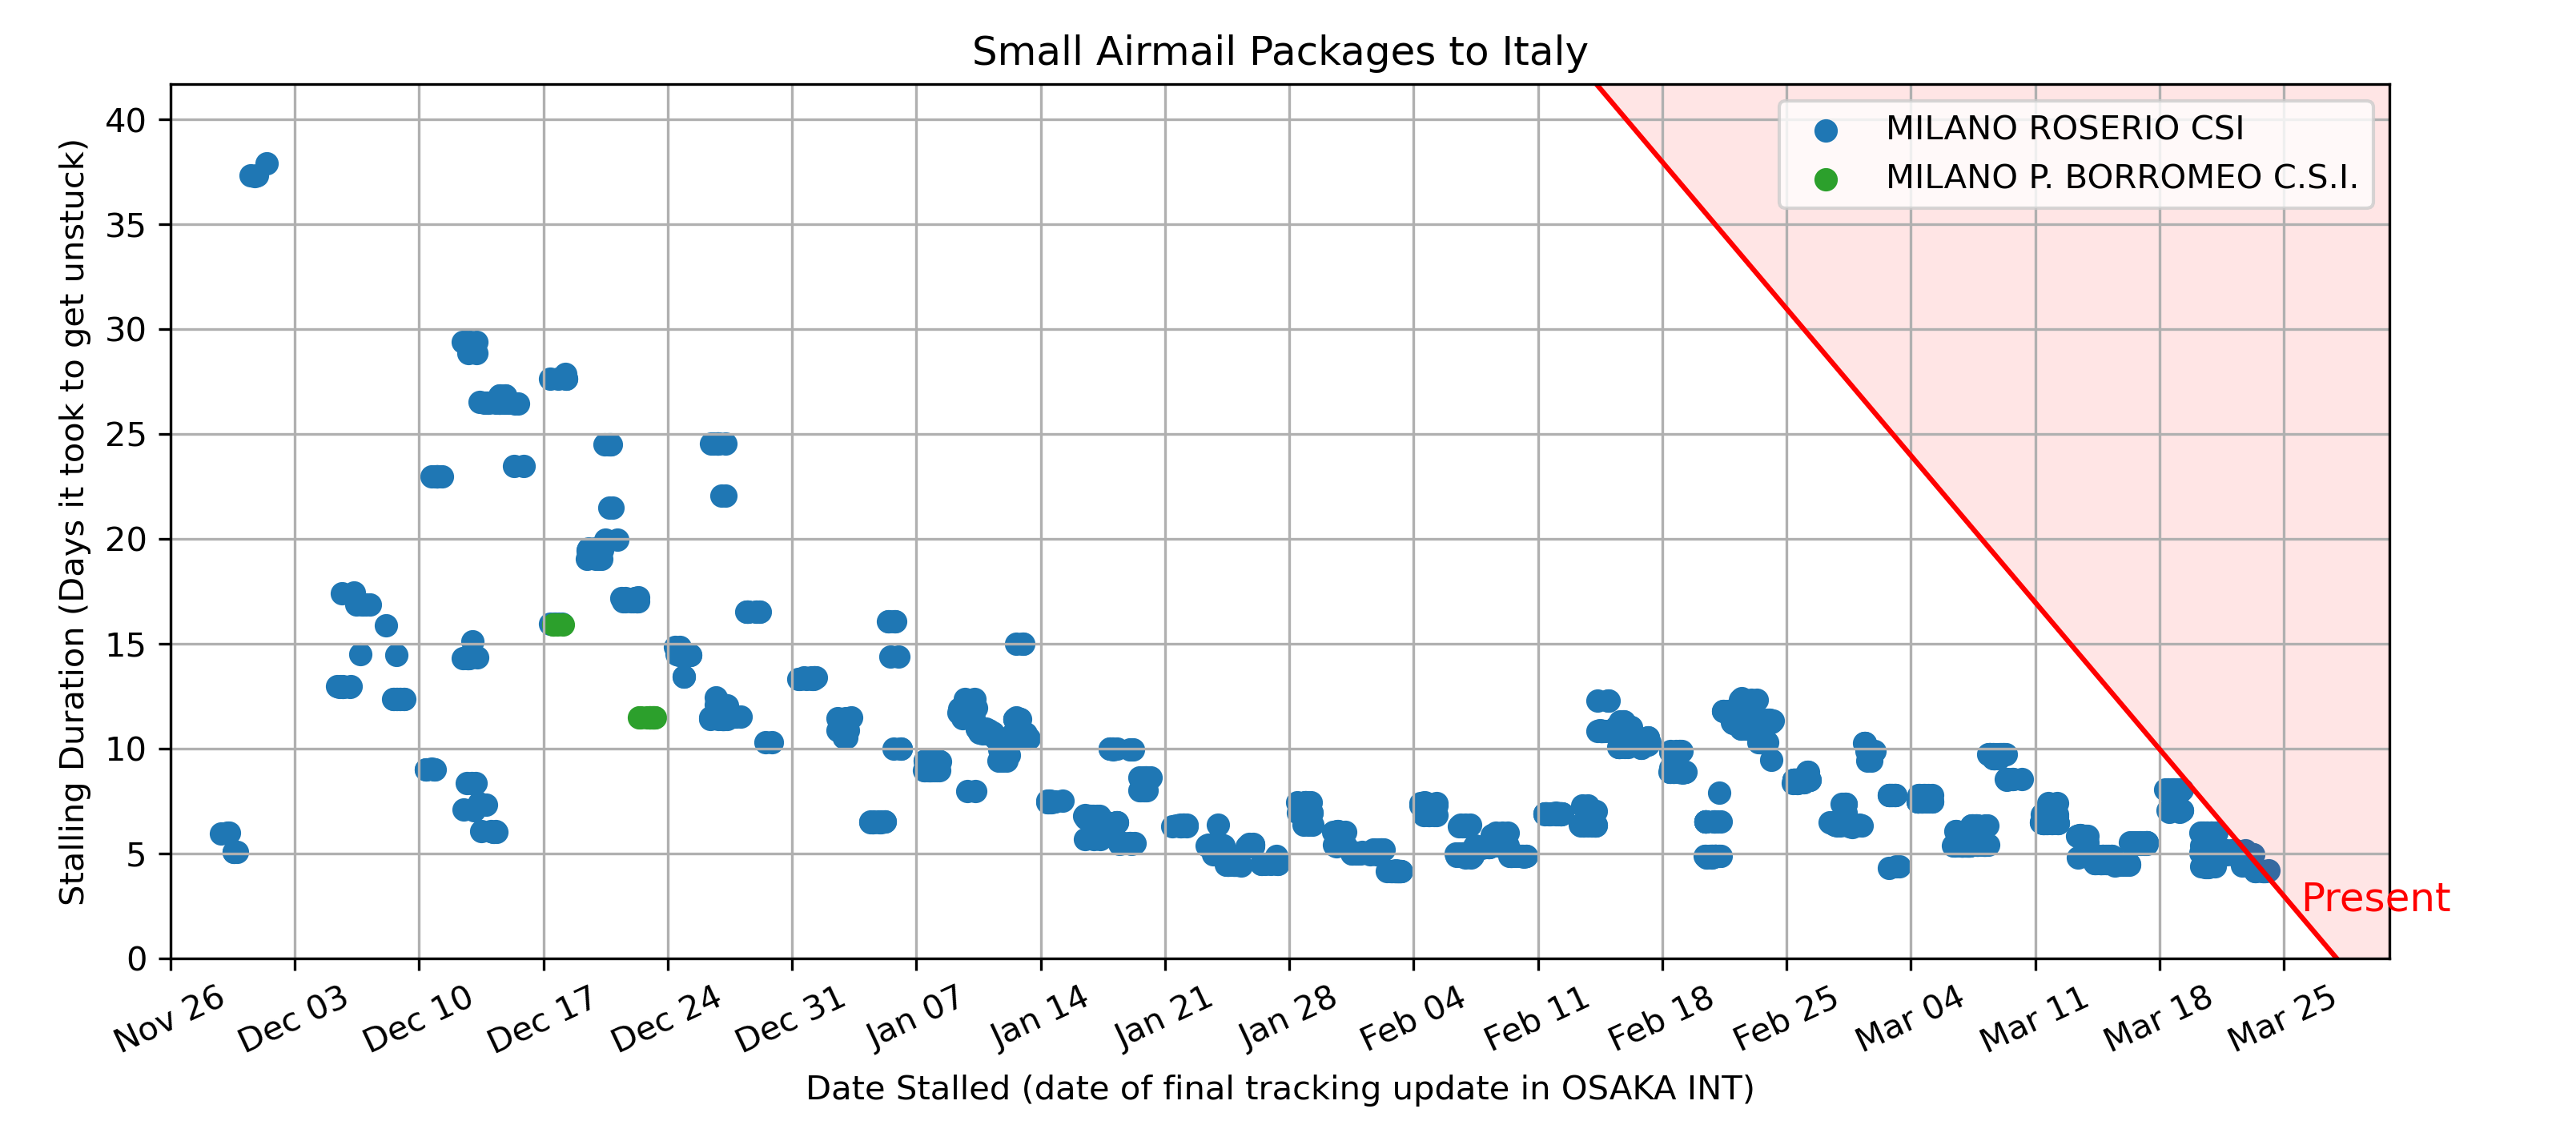 Small Airmail Packages to Italy
Stalling Duration (Days it took to get unstuck)
40
35
30
25
20
15
10
5
0
MILANO ROSERIO CSI
MILANO P. BORROMEO C.S.I.
Present
Nov 26
Dec 03
Dec 10
Dec 17
Dec 24
Dec 31
Jan 07
Jan 14
Jan 21
Jan 28
Feb 04
Feb 11
Feb 18
Feb 25
Mar 04
Mar 11
Mar 18
Mar 25
Date Stalled (date of final tracking update in OSAKA INT)